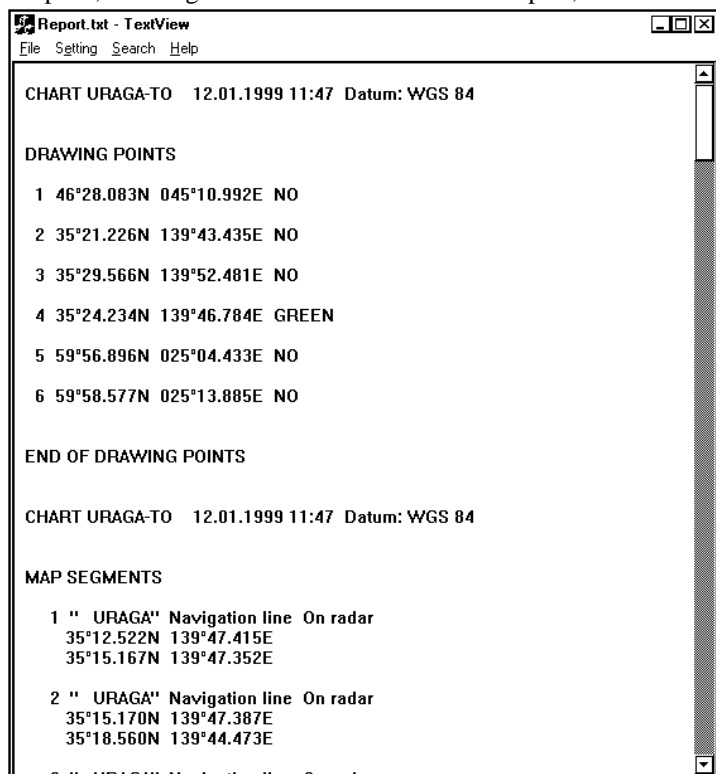 Report.txt - TextView
File Setting Search Help
CHART URAGA-TO 12.01.1999 11:47 Datum: WGS 84
DRAWING POINTS
1 46°28.083N 045°10.992E NO
2 35°21.226N 139°43.435E NO
3 35°29.566N 139°52.481E NO
4 35°24.234N 139°46.784E GREEN
5 59°56.896N 025°04.433E NO
6 59°58.577N 025°13.885E NO
END OF DRAWING POINTS
CHART URAGA-TO 12.01.1999 11:47 Datum: WGS 84
MAP SEGMENTS
1 " URAGA" Navigation line On radar
35°12.522N 139°47.415E
35°15.167N 139°47.352E
2 " URAGA" Navigation line On radar
35°15.170N 139°47.387E
35°18.560N 139°44.473E